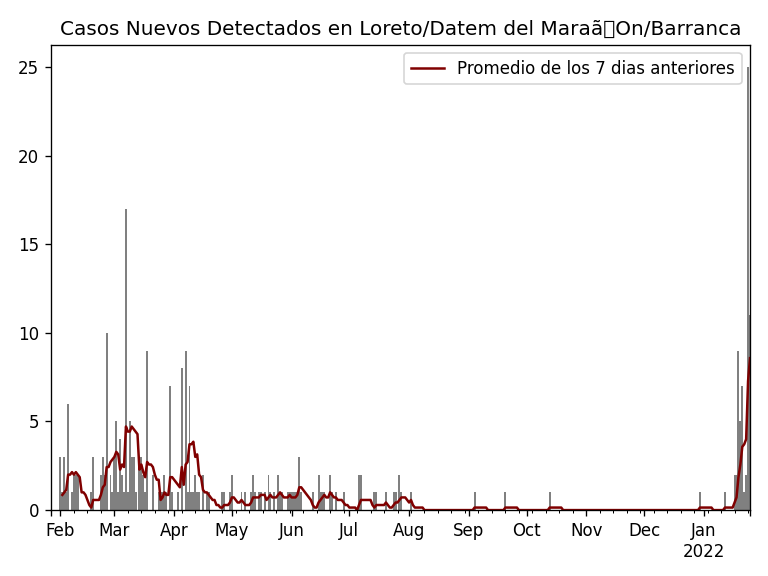 Casos Nuevos Detectados en Loreto/Datem del Maraã▯On/Barranca
Promedio de los 7 dias anteriores
25
20
15
10
5
0
Feb Mar Apr May Jun Jul Aug Sep Oct Nov Dec Jan
2022